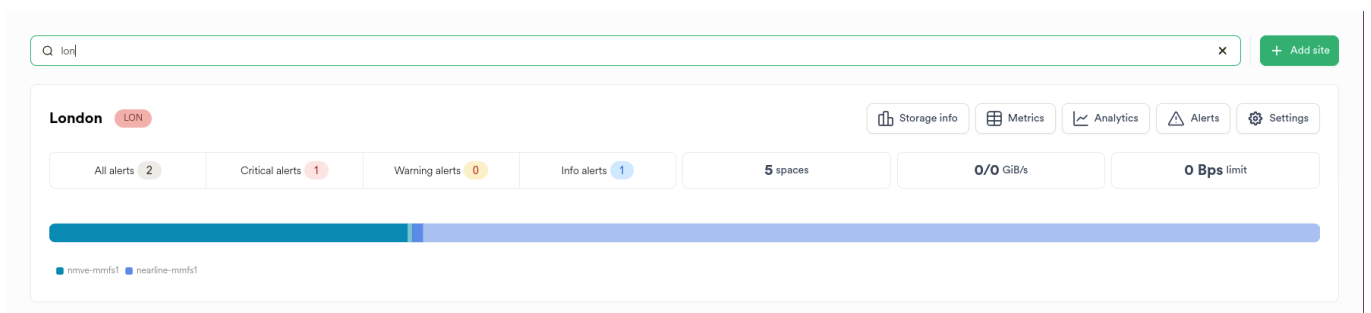 lon
Add site
London LON
Storage info Metrics Analytics Alerts Settings
All alerts 2 Critical alerts 1 Warning alerts 0 Info alerts 1 5 spaces 0/0 GiB/s 0 Bps limit
nmve-mmfs1 nearline-mmfs1